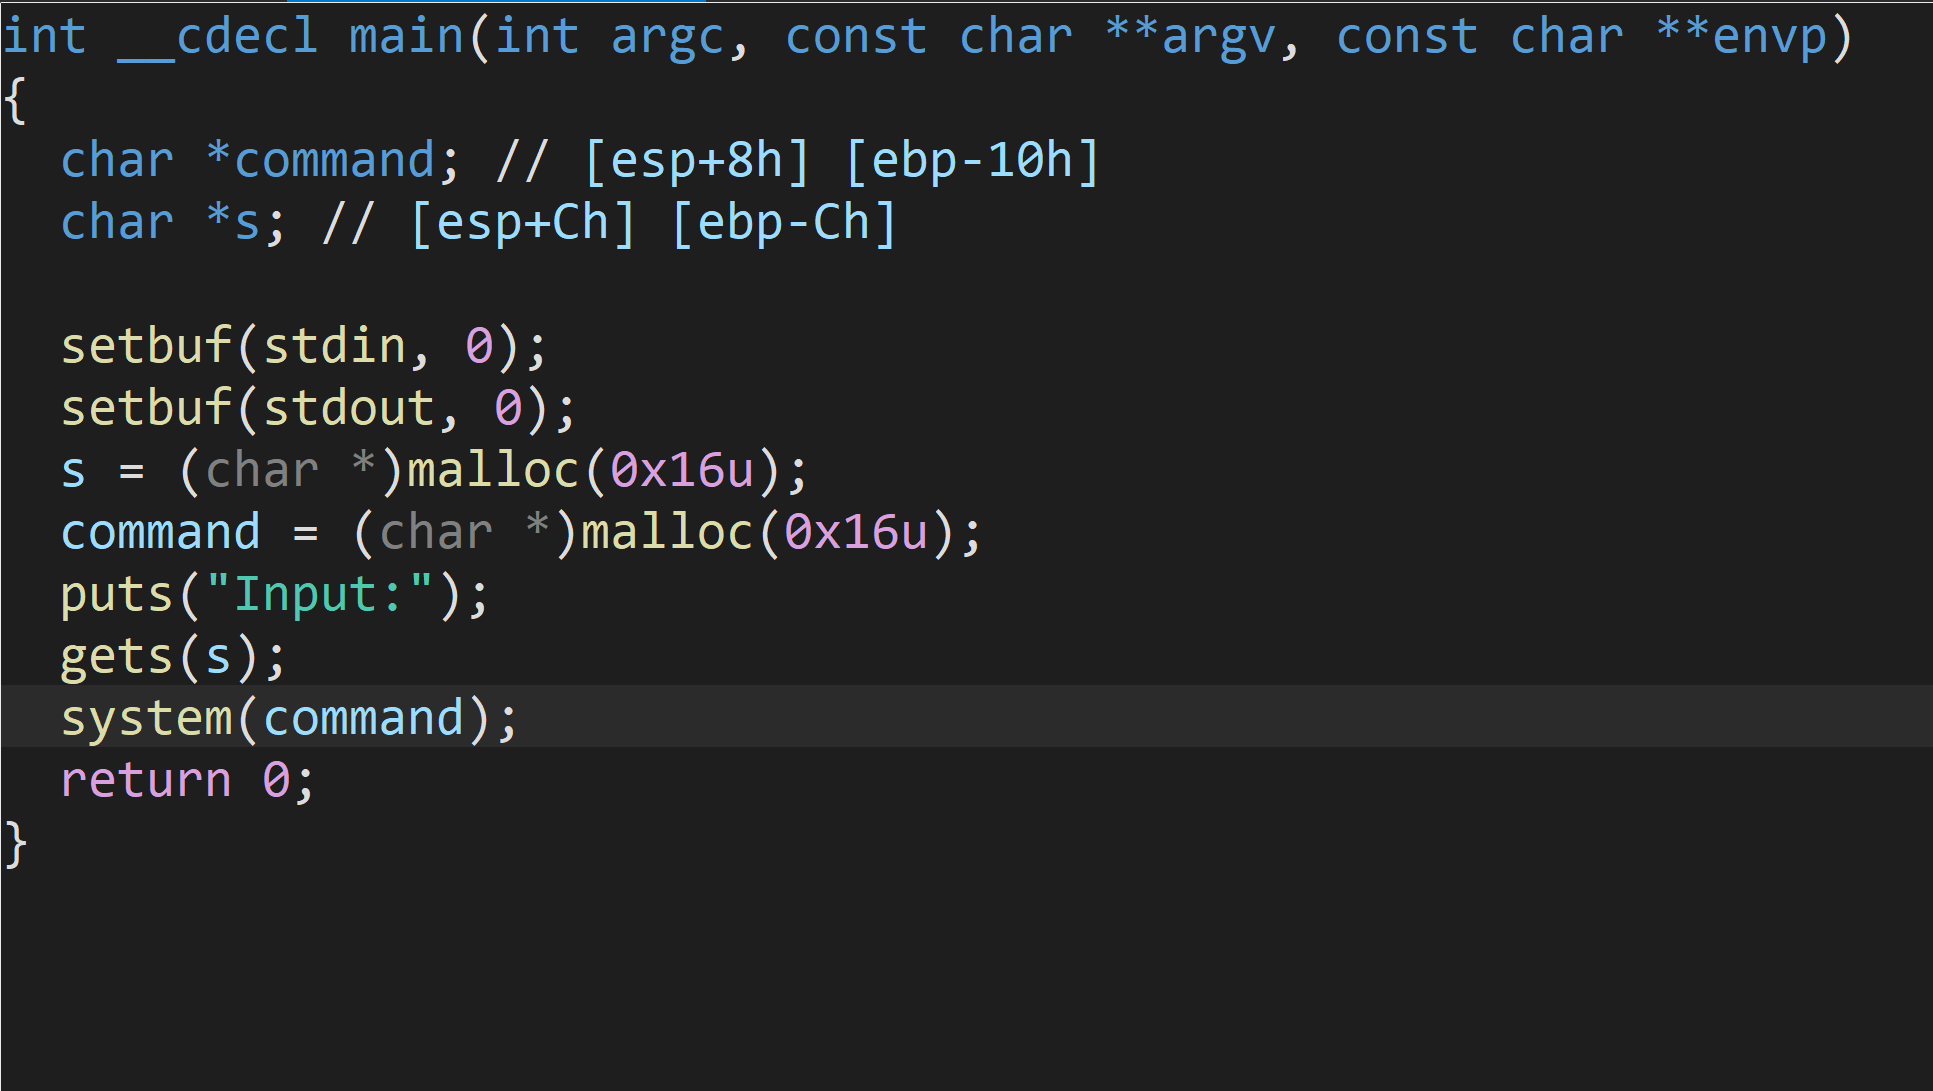 int __cdecl main(int argc, const char **argv, const char **envp)
{
  char *command; // [esp+8h] [ebp-10h]
  char *s; // [esp+Ch] [ebp-Ch]

  setbuf(stdin, 0);
  setbuf(stdout, 0);
  s = (char *)malloc(0x16u);
  command = (char *)malloc(0x16u);
  puts("Input:");
  gets(s);
  system(command);
  return 0;
}